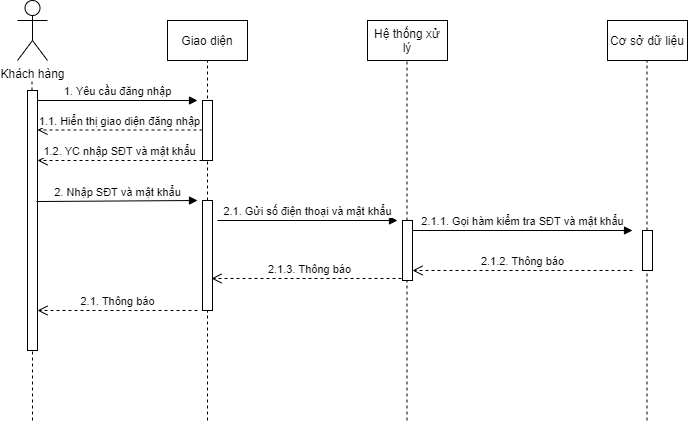 Khách hàng
Giao diện
Hệ thống xử
lý
Cơ sở dữ liệu
1. Yêu cầu đăng nhập
1.1. Hiển thị giao diện đăng nhập
1.2. YC nhập SĐT và mật khẩu
2. Nhập SĐT và mật khẩu
2.1. Gửi số điện thoại và mật khẩu
2.1.1. Gọi hàm kiểm tra SĐT và mật khẩu
2.1.2. Thông báo
2.1.3. Thông báo
2.1. Thông báo